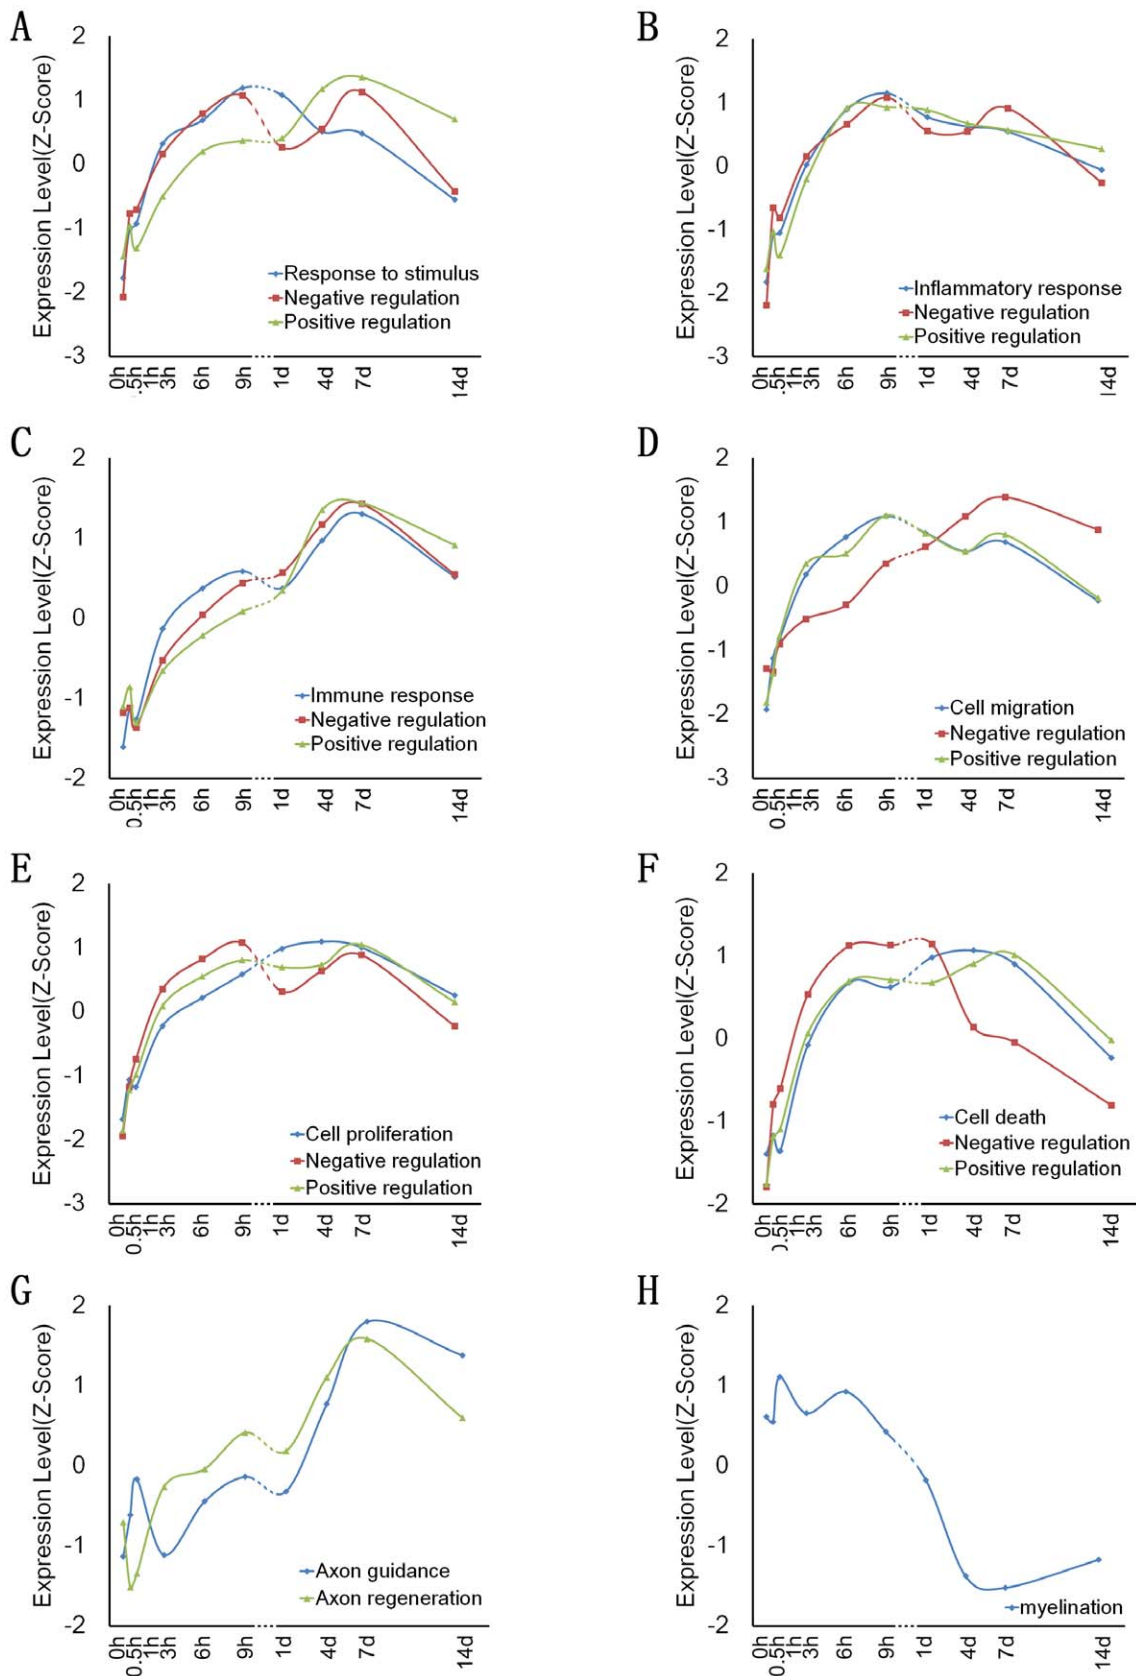 A
Expression Level(Z-Score)
2
1
0
-1
-2
-3
Response to stimulus
Negative regulation
Positive regulation
0h
.5h
1h
3h
6h
9h
1d
4d
7d
14d
B
Expression Level(Z-Score)
2
1
0
-1
-2
-3
Inflammatory response
Negative regulation
Positive regulation
0h
.5h
1h
3h
6h
9h
1d
4d
7d
14d
C
Expression Level(Z-Score)
2
1
0
-1
-2
Immune response
Negative regulation
Positive regulation
0h
0.5h
1h
3h
6h
9h
1d
4d
7d
14d
D
Expression Level(Z-Score)
2
1
0
-1
-2
-3
Cell migration
Negative regulation
Positive regulation
0h
0.5h
1h
3h
6h
9h
1d
4d
7d
14d
E
Expression Level(Z-Score)
2
1
0
-1
-2
-3
Cell proliferation
Negative regulation
Positive regulation
0h
0.5h
1h
3h
6h
9h
1d
4d
7d
14d
F
Expression Level(Z-Score)
2
1
0
-1
-2
Cell death
Negative regulation
Positive regulation
0h
0.5h
1h
3h
6h
9h
1d
4d
7d
14d
G
Expression Level(Z-Score)
2
1
0
-1
-2
Axon guidance
Axon regeneration
0h
0.5h
1h
3h
6h
9h
1d
4d
7d
14d
H
Expression Level(Z-Score)
2
1
0
-1
-2
myelination
0h
0.5h
1h
3h
6h
9h
1d
4d
7d
14d